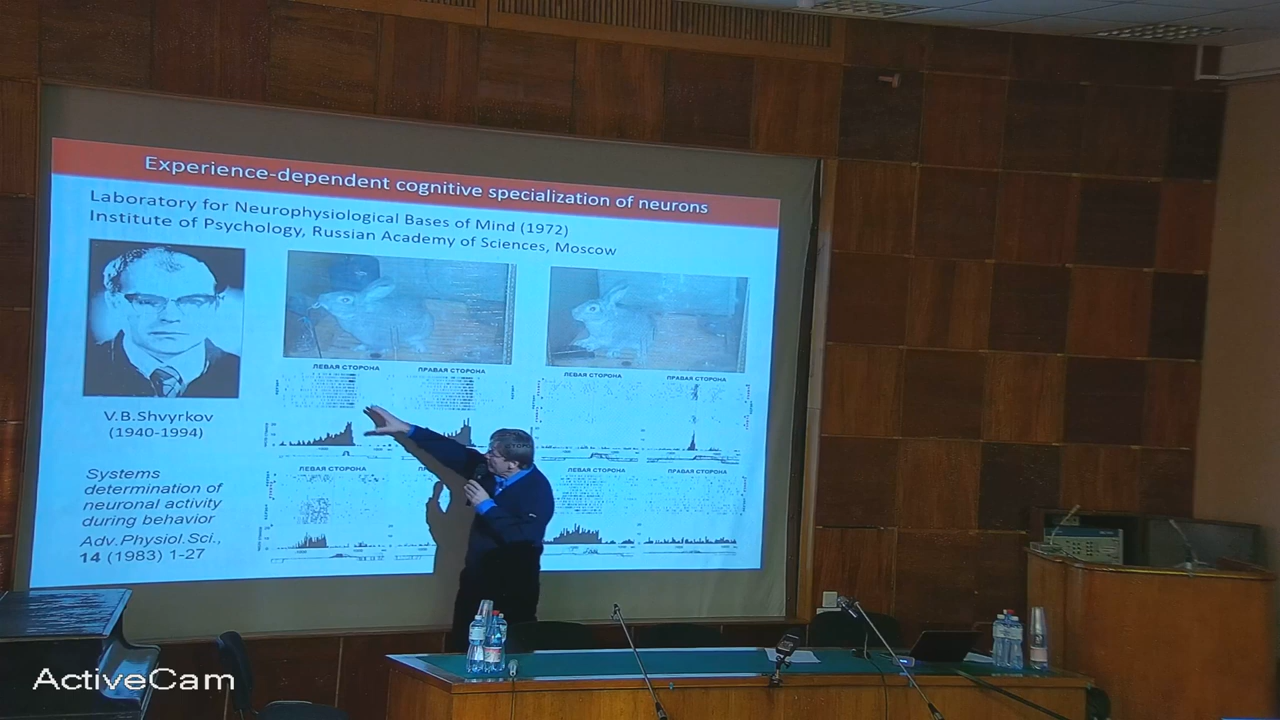 Experience-dependent cognitive specialization of neurons
Laboratory for Neurophysiological Bases of Mind (1972)
Institute of Psychology, Russian Academy of Sciences, Moscow
ЛЕВАЯ СТОРОНА
ПРАВАЯ СТОРОНА
ЛЕВАЯ СТОРОНА
ПРАВАЯ СТОРОНА
V.B.Shvyrkov
(1940-1994)
ЛЕВАЯ СТОРОНА
ЛЕВАЯ СТОРОНА
ПРАВАЯ СТОРОНА
Systems
determination of
neuronal activity
during behavior
Adv.Physiol.Sci.,
14 (1983) 1-27
ActiveCam